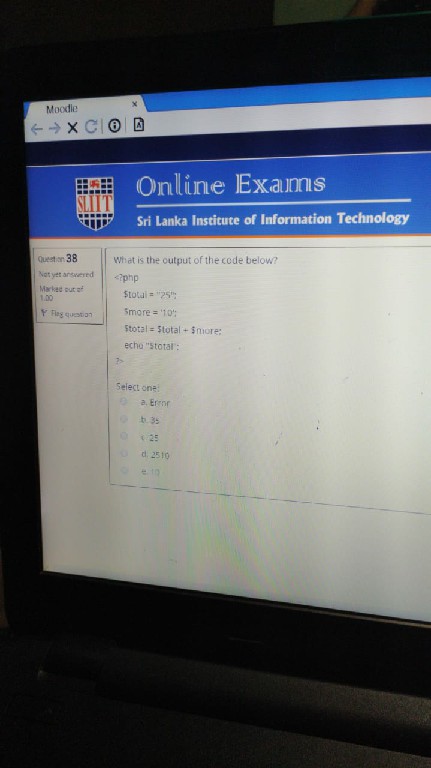 Moodle
Online Exams
SLIIT
Sri Lanka Institute of Information Technology
Question 38
Not yet answered
Marked out of
1.00
Flag question
What is the output of the code below?
<?php
$total = "25";
$more = "10";
$total = $total + $more;
echo "$total";
?>
Select one:
a. Error
b. 35
c. 25
d. 2510
e. 10